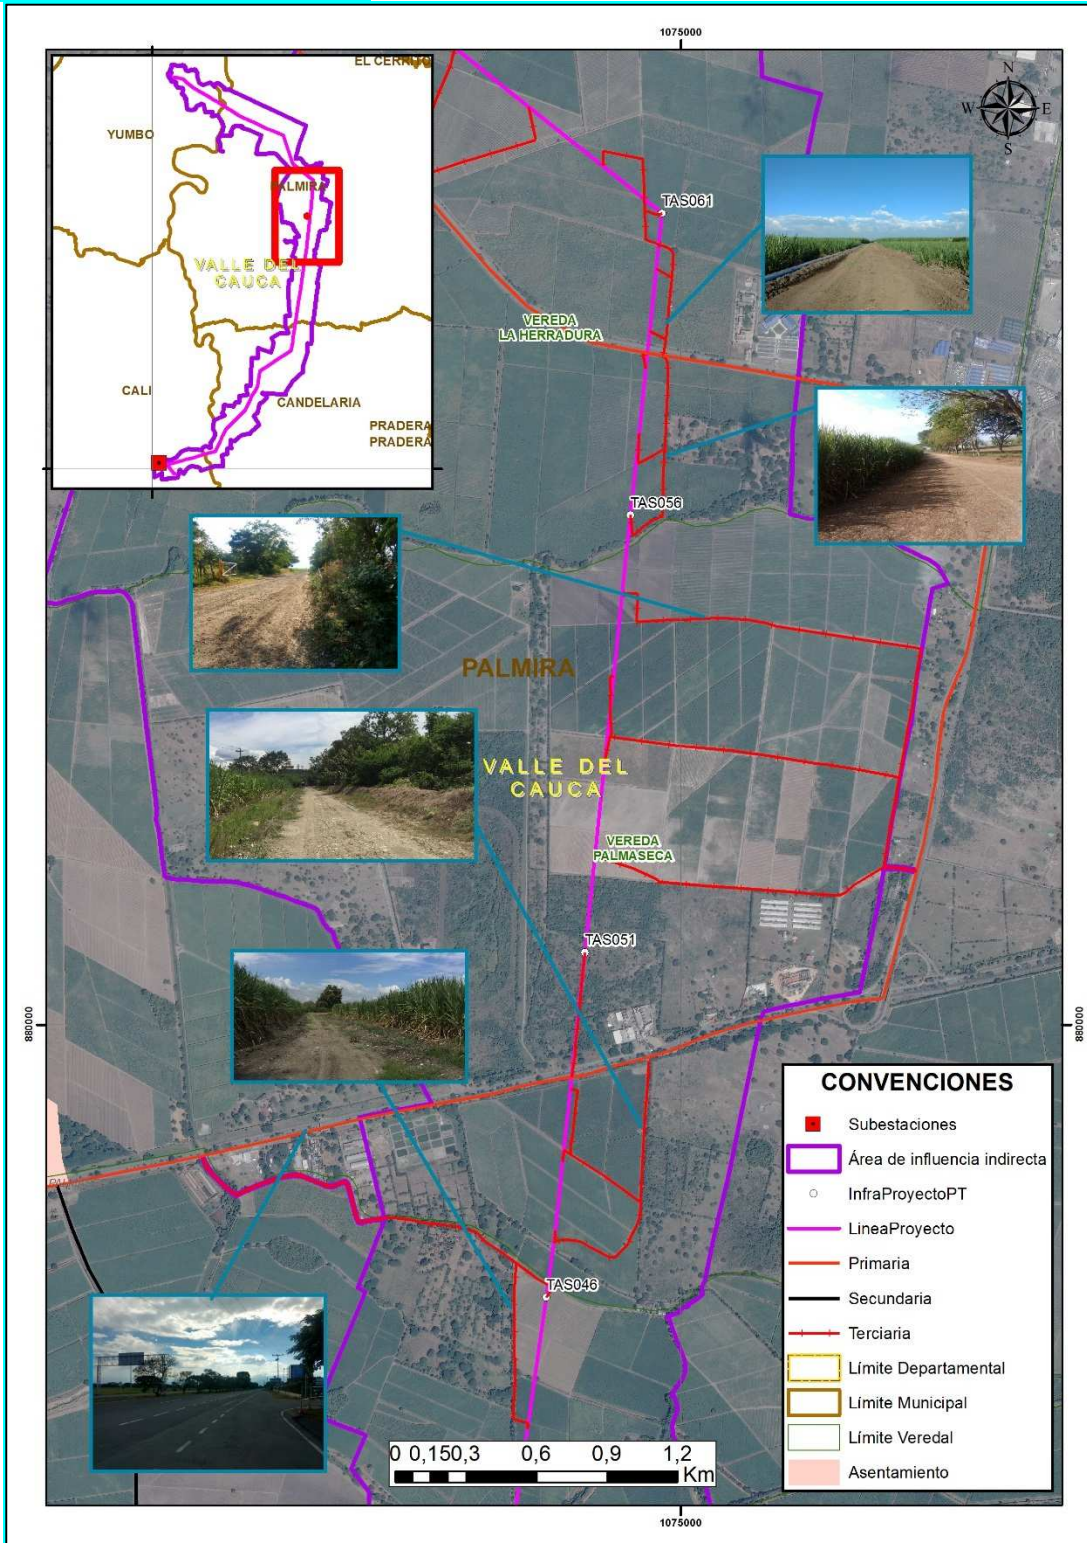 1075000
EL CERRITO
YUMBO
PALMIRA
VALLE DEL
CAUCA
CALI
CANDELARIA
PRADERA
PRADERA
N
W
E
S
TAS061
VEREDA
LA HERRADURA
TAS056
PALMIRA
VALLE DEL
CAUCA
VEREDA
PALMASECA
TAS051
880000
880000
TAS046
CONVENCIONES
Subestaciones
Área de influencia indirecta
InfraProyectoPT
LineaProyecto
Primaria
Secundaria
Terciaria
Límite Departamental
Límite Municipal
Límite Veredal
Asentamiento
0 0,150,3 0,6 0,9 1,2
Km
1075000